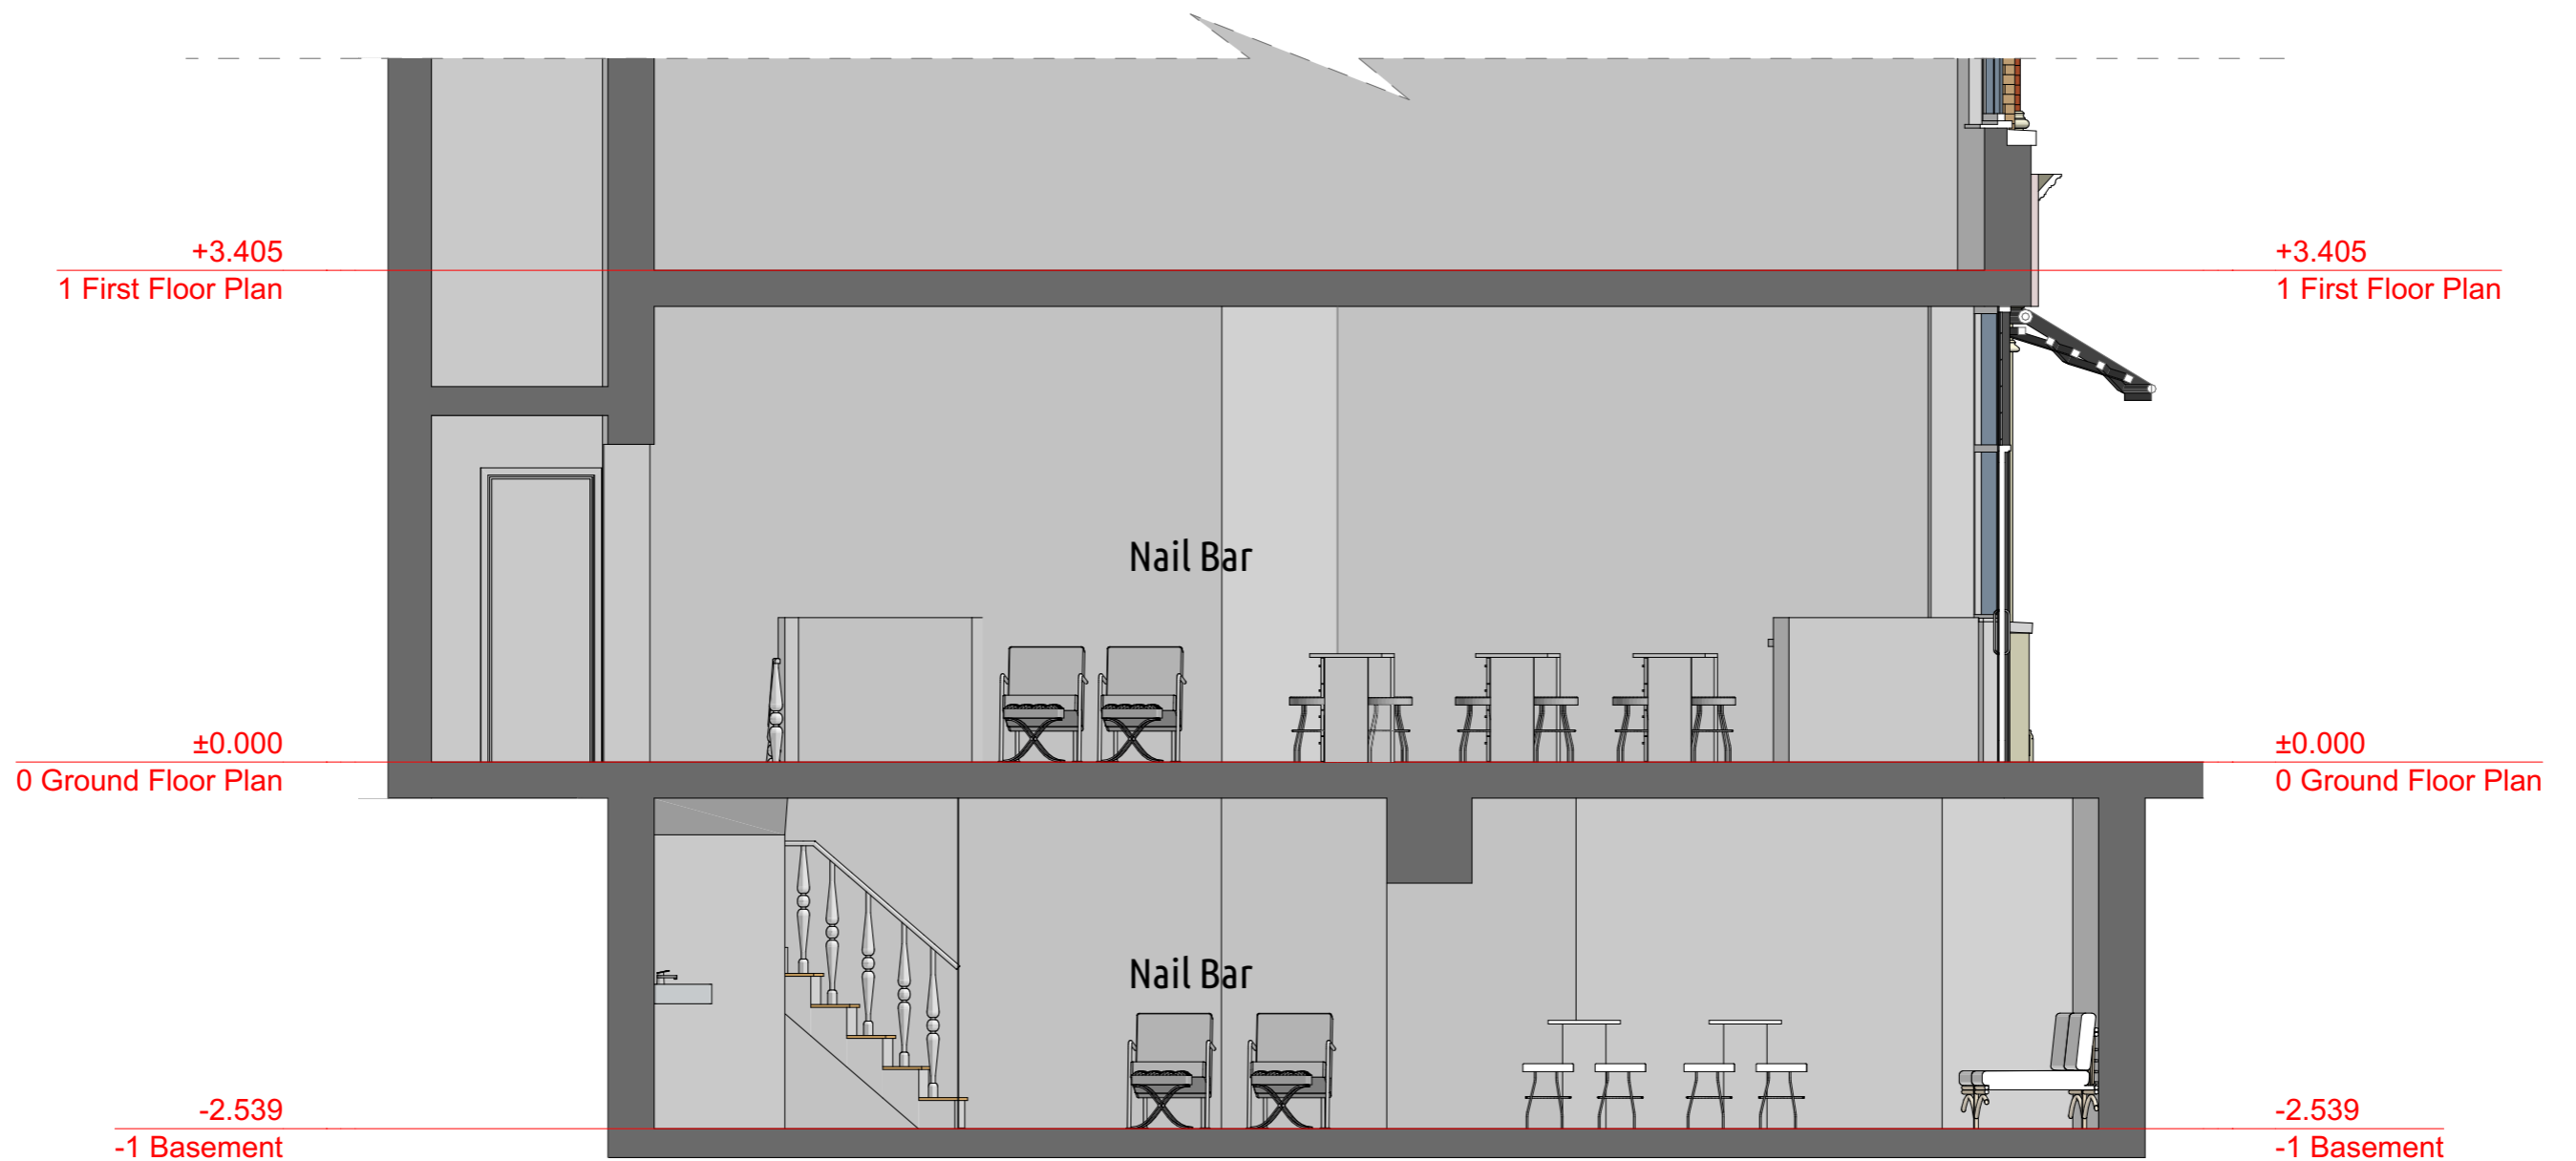 +3.405
1 First Floor Plan
+3.405
1 First Floor Plan
Nail Bar
±0.000
0 Ground Floor Plan
±0.000
0 Ground Floor Plan
Nail Bar
-2.539
-1 Basement
-2.539
-1 Basement